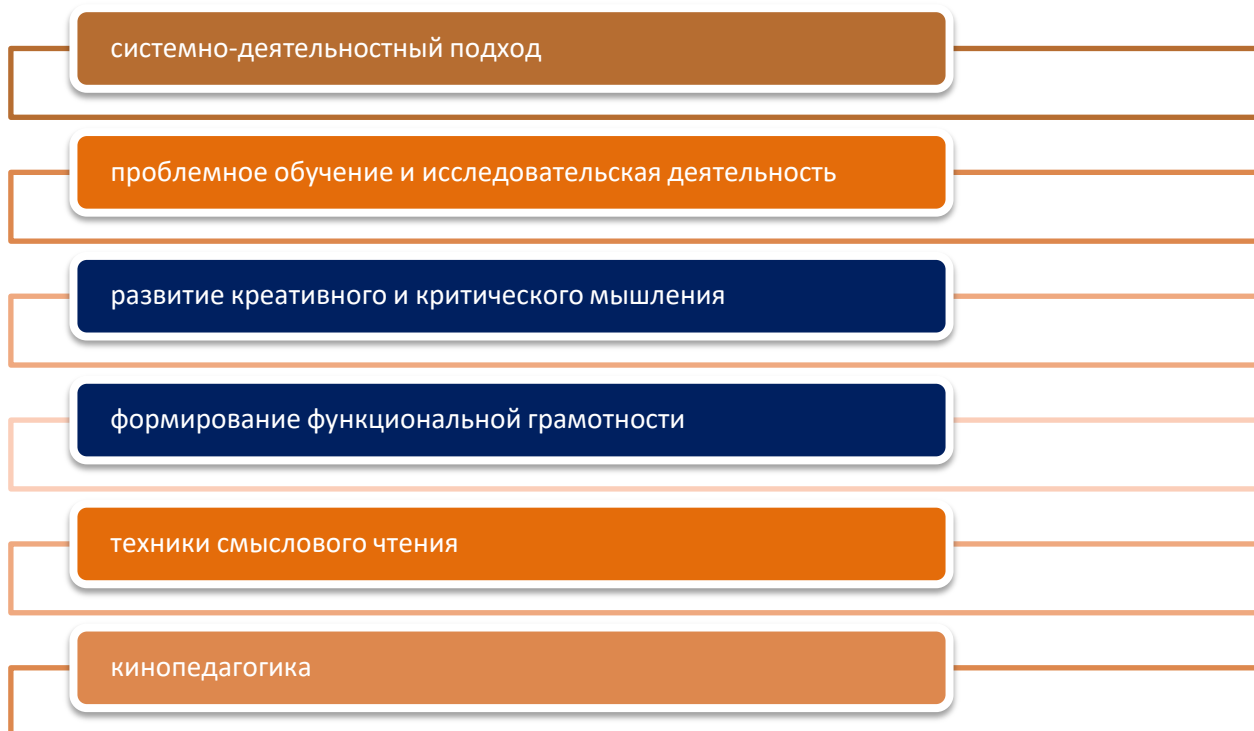 системно-деятельностный подход
проблемное обучение и исследовательская деятельность
развитие креативного и критического мышления
формирование функциональной грамотности
техники смыслового чтения
кинопедагогика